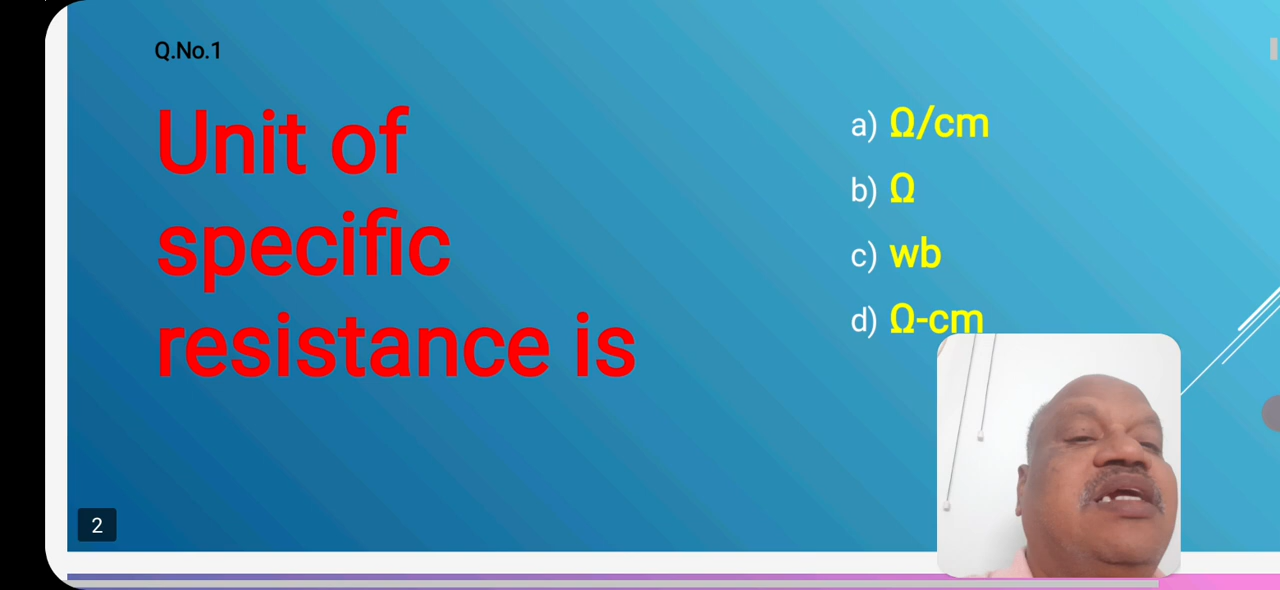 Q.No.1
Unit of
specific
resistance is
a) Ω/cm
b) Ω
c) wb
d) Ω-cm
2